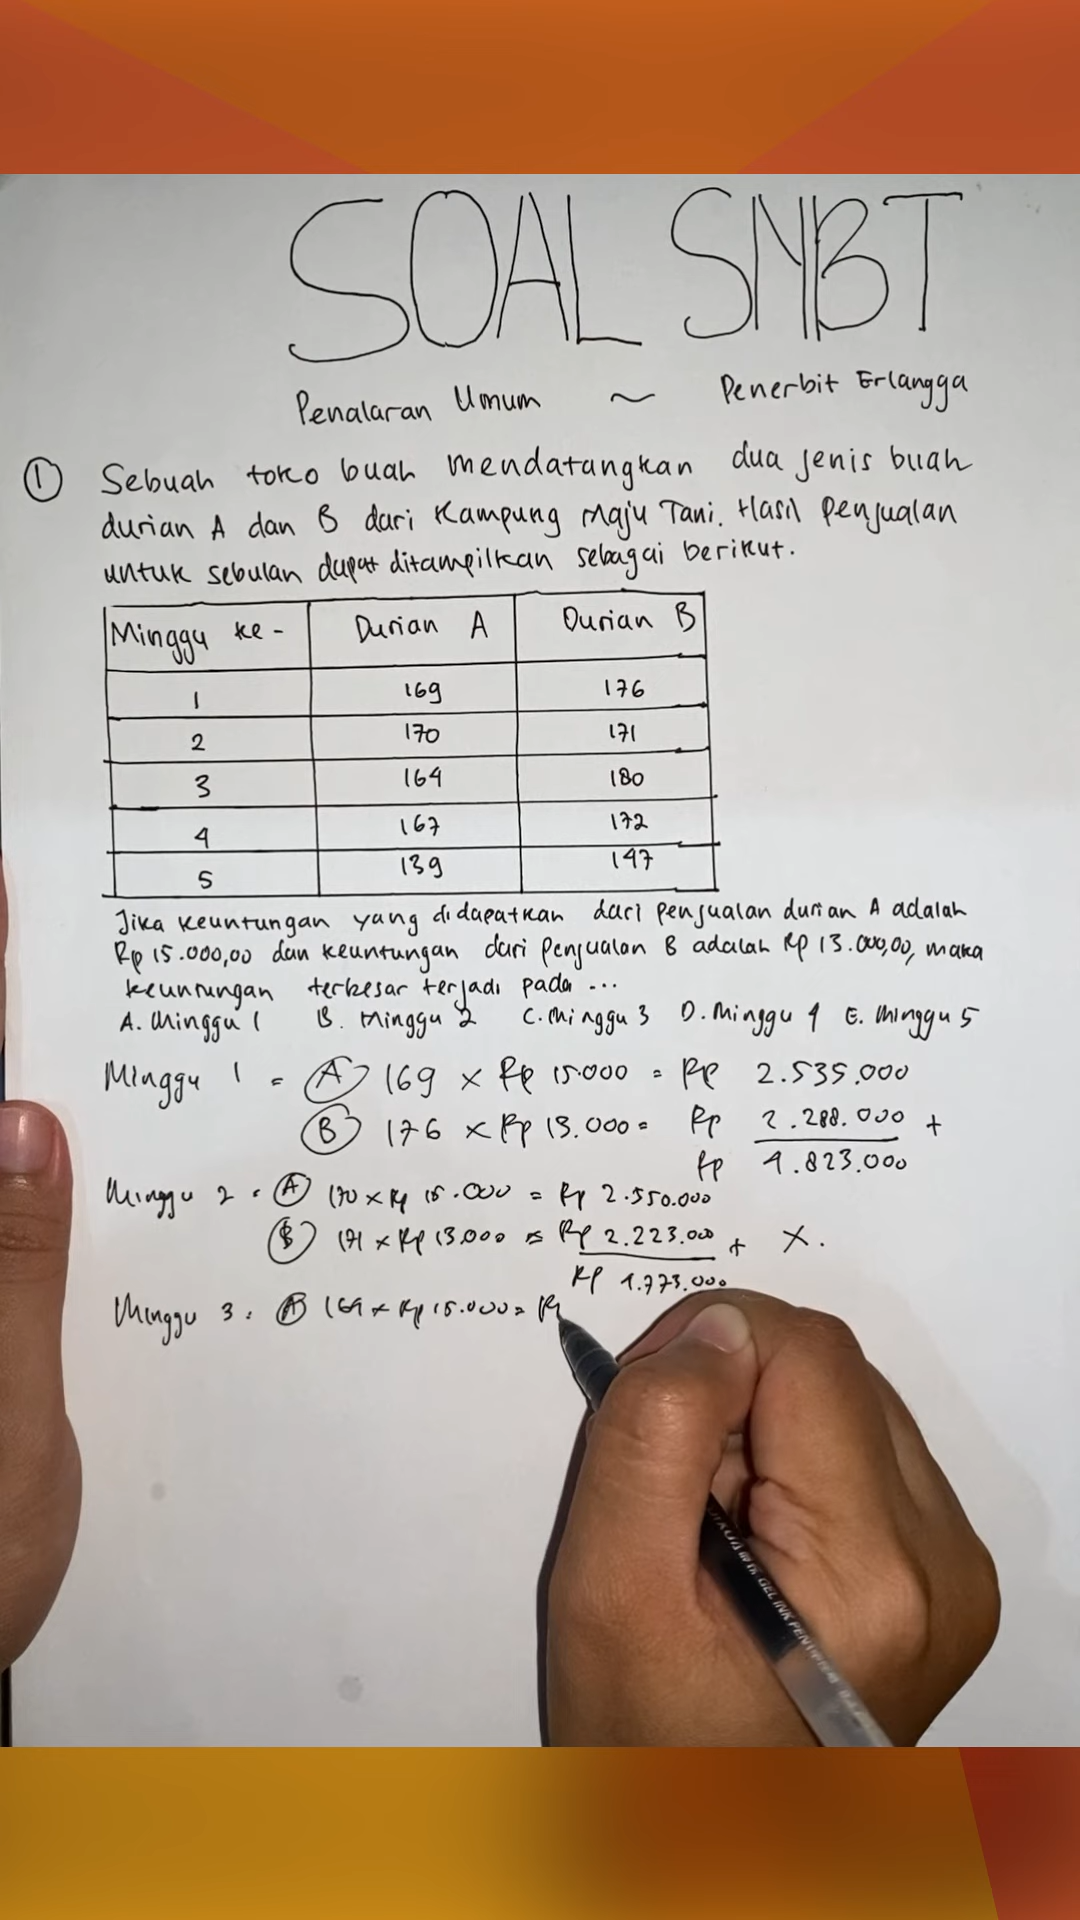 SOAL SNBT
Penalaran Umum ~ Penerbit Erlangga
1 Sebuah toko buah mendatangkan dua jenis buah
durian A dan B dari Kampung Maju Tani. Hasil penjualan
untuk sebulan dapat ditampilkan sebagai berikut.
Minggu ke- Durian A Durian B
1 169 176
2 170 171
3 164 180
4 167 172
5 139 147
Jika keuntungan yang didapatkan dari penjualan durian A adalah
Rp 15.000,00 dan keuntungan dari penjualan B adalah Rp 13.000,00, maka
keuntungan terbesar terjadi pada ...
A. Minggu 1 B. Minggu 2 C. Minggu 3 D. Minggu 4 E. Minggu 5
Minggu 1 = A 169 x Rp 15.000 = Rp 2.535.000
B 176 x Rp 13.000 = Rp 2.288.000 +
Rp 4.823.000
Minggu 2 = A 170 x Rp 15.000 = Rp 2.550.000
B 171 x Rp 13.000 = Rp 2.223.000 + X.
Rp 4.773.000
Minggu 3 = A 164 x Rp 15.000 = R
GEL INK PEN